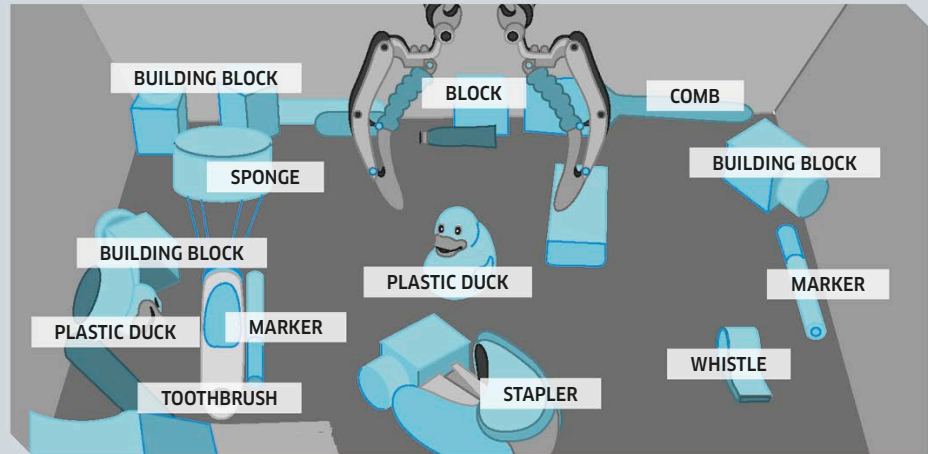 BUILDING BLOCK
BLOCK
COMB
BUILDING BLOCK
SPONGE
BUILDING BLOCK
PLASTIC DUCK
MARKER
PLASTIC DUCK
MARKER
WHISTLE
TOOTHBRUSH
STAPLER